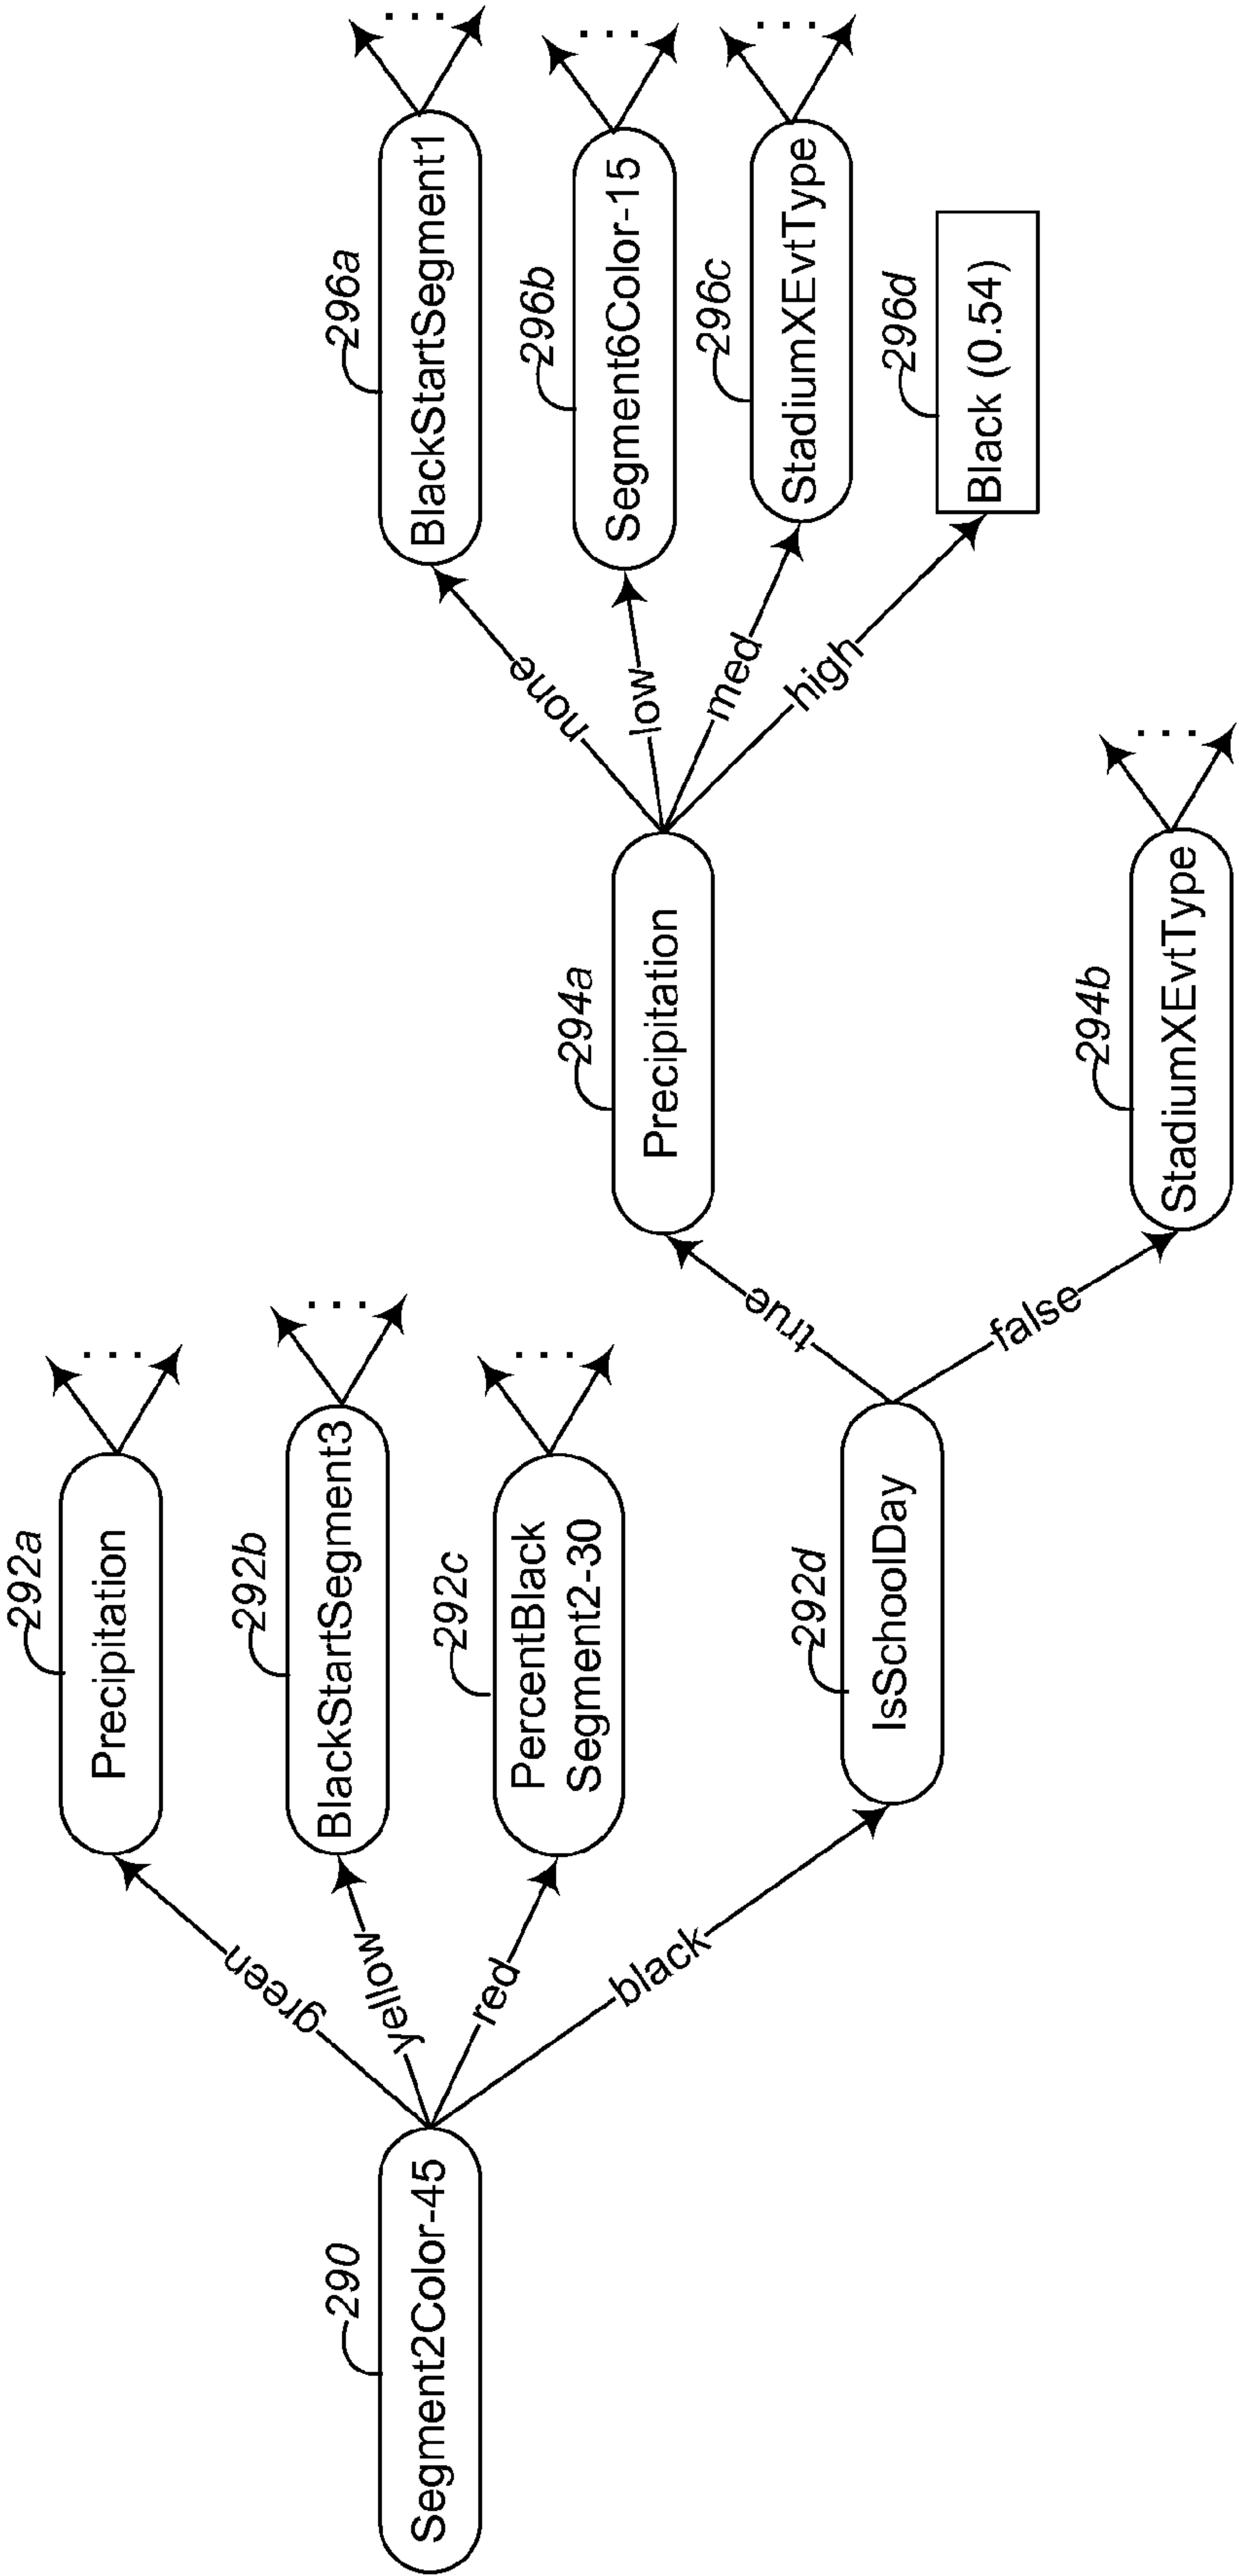 290
Segment2Color-45
green
yellow
red
black
292a
Precipitation
. . .
292b
BlackStartSegment3
. . .
292c
PercentBlack
Segment2-30
. . .
292d
IsSchoolDay
true
false
294a
Precipitation
none
low
med
high
294b
StadiumXEvtType
. . .
296a
BlackStartSegment1
. . .
296b
Segment6Color-15
. . .
296c
StadiumXEvtType
. . .
296d
Black (0.54)